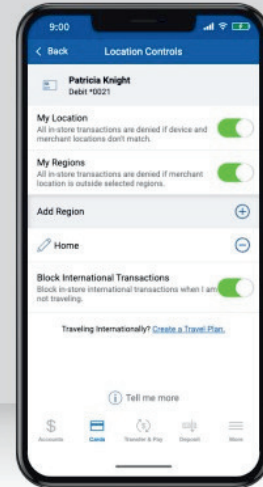 9:00
Back Location Controls
Patricia Knight
Debit *0021
My Location
All in-store transactions are denied if device and
merchant locations don't match.
My Regions
All in-store transactions are denied if merchant
location is outside selected regions.
Add Region
Home
Block International Transactions
Block in-store international transactions when I am
not traveling.
Traveling Internationally? Create a Travel Plan.
Tell me more
Accounts Cards Transfer & Pay Deposit More